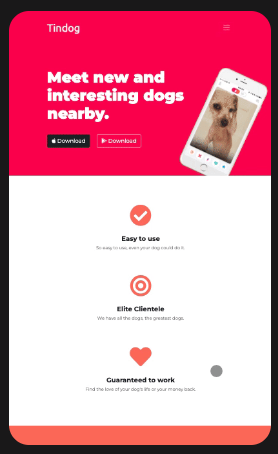 Tindog
Meet new and
interesting dogs
nearby.
Download
Download
Easy to use
So easy to use, even your dog could do it.
Elite Clientele
We have all the dogs, the greatest dogs.
Guaranteed to work
Find the love of your dog's life or your money back.